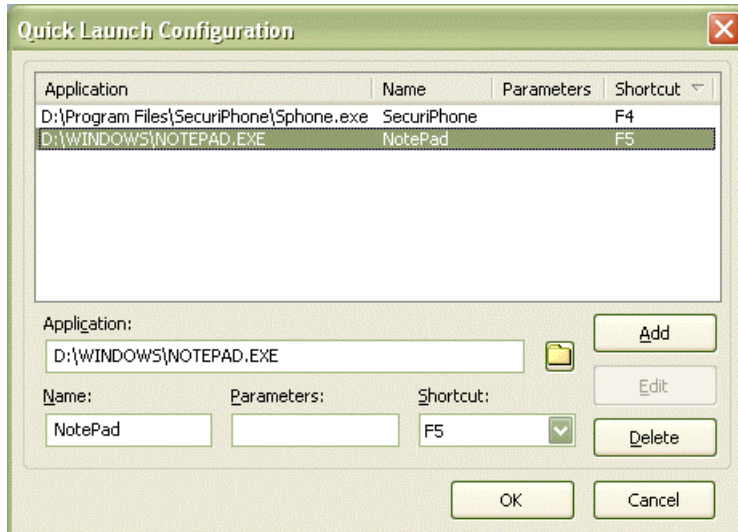 Quick Launch Configuration
Application Name Parameters Shortcut
D:\Program Files\SecuriPhone\Sphone.exe SecuriPhone F4
D:\WINDOWS\NOTEPAD.EXE NotePad F5
Application:
D:\WINDOWS\NOTEPAD.EXE
Add
Name: Parameters: Shortcut:
Edit
NotePad F5
Delete
OK Cancel